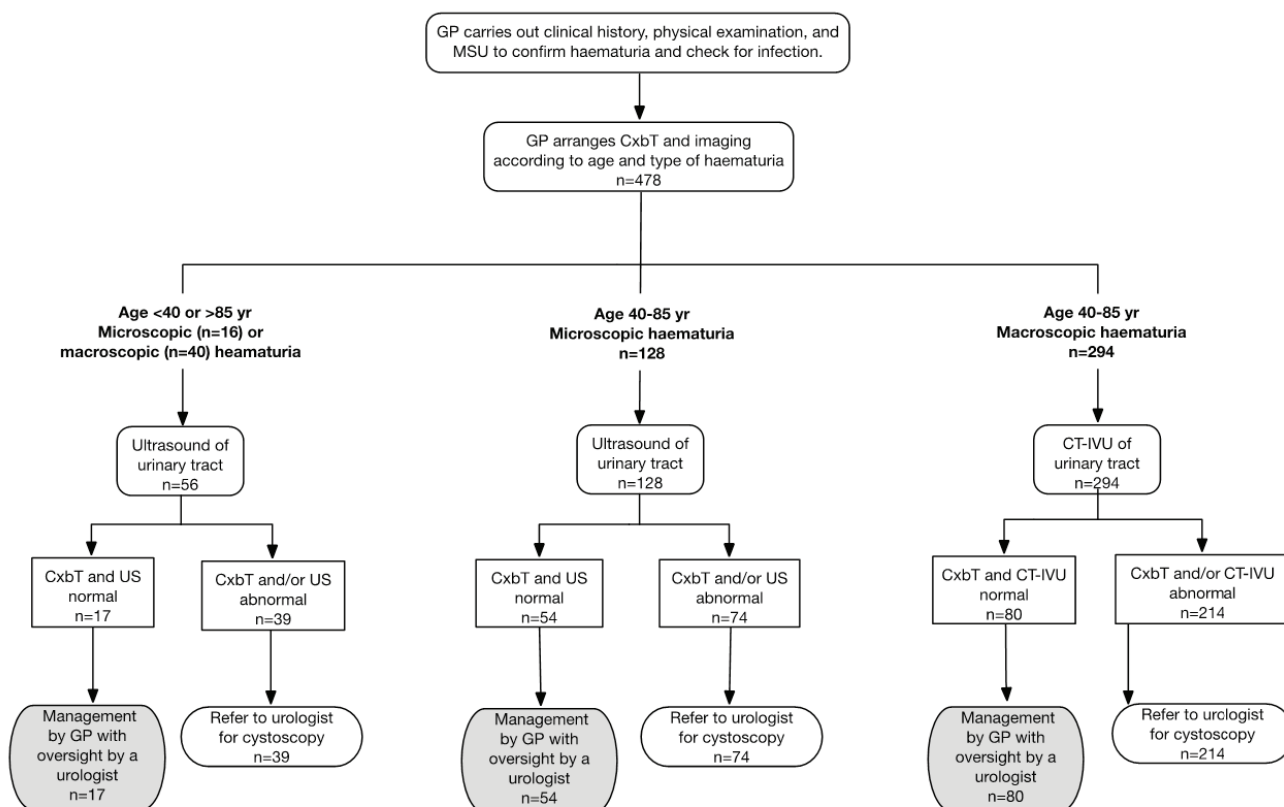 GP carries out clinical history, physical examination, and
MSU to confirm haematuria and check for infection.
GP arranges CxbT and imaging
according to age and type of haematuria
n=478
Age <40 or >85 yr
Microscopic (n=16) or
macroscopic (n=40) heamaturia
Age 40-85 yr
Microscopic haematuria
n=128
Age 40-85 yr
Macroscopic haematuria
n=294
Ultrasound of
urinary tract
n=56
Ultrasound of
urinary tract
n=128
CT-IVU of
urinary tract
n=294
CxbT and US
normal
n=17
CxbT and/or US
abnormal
n=39
CxbT and US
normal
n=54
CxbT and/or US
abnormal
n=74
CxbT and CT-IVU
normal
n=80
CxbT and/or CT-IVU
abnormal
n=214
Management
by GP with
oversight by a
urologist
n=17
Refer to urologist
for cystoscopy
n=39
Management
by GP with
oversight by a
urologist
n=54
Refer to urologist
for cystoscopy
n=74
Management
by GP with
oversight by a
urologist
n=80
Refer to urclogist
for cystoscopy
n=214